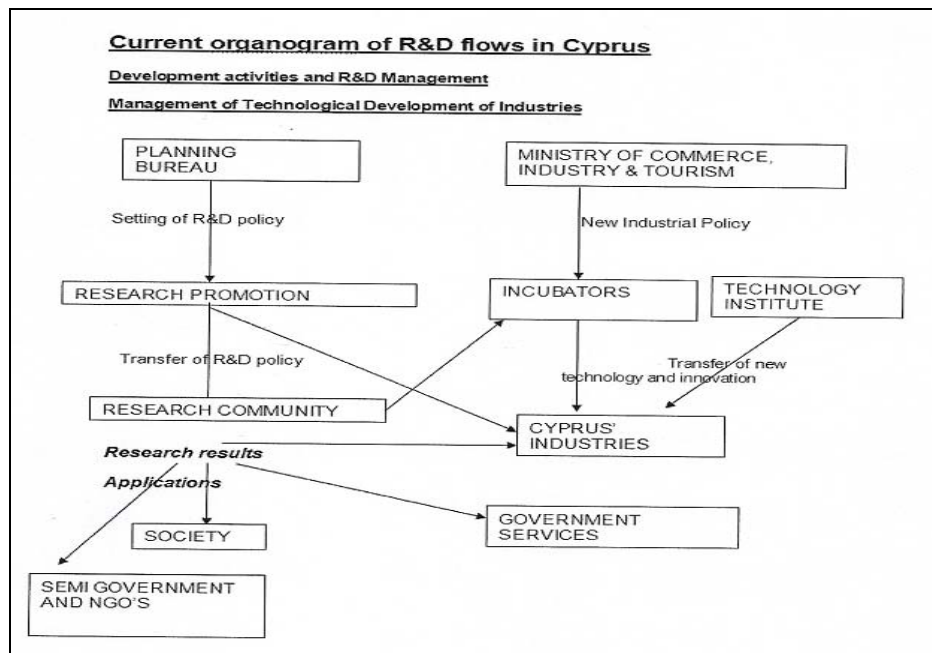 Current organogram of R&D flows in Cyprus
Development activities and R&D Management
Management of Technological Development of Industries
PLANNING
BUREAU
MINISTRY OF COMMERCE,
INDUSTRY & TOURISM
Setting of R&D policy
New Industrial Policy
RESEARCH PROMOTION
INCUBATORS
TECHNOLOGY
INSTITUTE
Transfer of R&D policy
Transfer of new
technology and innovation
RESEARCH COMMUNITY
CYPRUS'
INDUSTRIES
Research results
Applications
SOCIETY
GOVERNMENT
SERVICES
SEMI GOVERNMENT
AND NGO'S